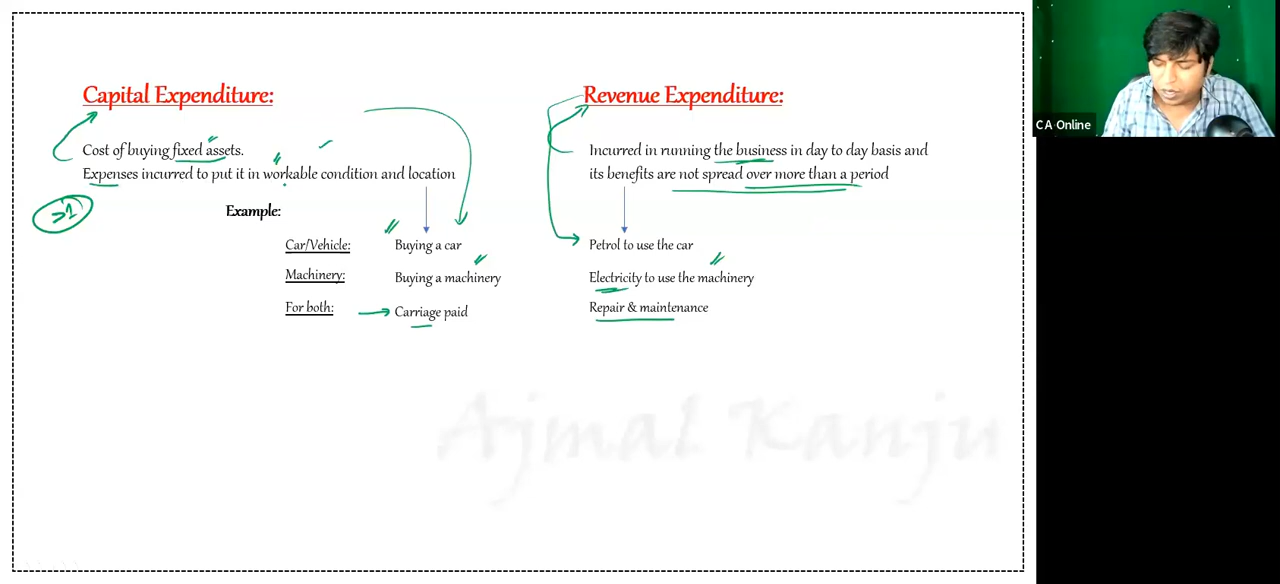 Capital Expenditure:
Cost of buying fixed assets.
Expenses incurred to put it in workable condition and location
>1
Example:
Car/Vehicle: Buying a car
Machinery: Buying a machinery
For both: Carriage paid
Revenue Expenditure:
Incurred in running the business in day to day basis and
its benefits are not spread over more than a period
Petrol to use the car
Electricity to use the machinery
Repair & maintenance
Ajmal Kanju
C A Online